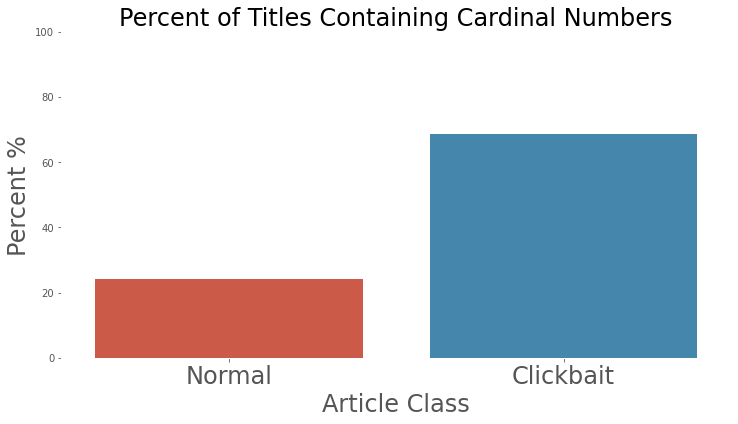 Percent of Titles Containing Cardinal Numbers
100
80
60
40
20
0
Percent %
Normal
Clickbait
Article Class